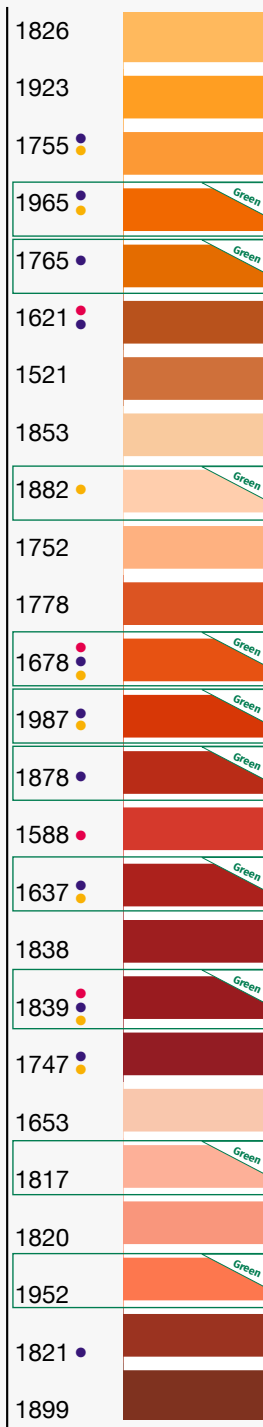 1826
1923
1755
1965 Green
1765 Green
1621
1521
1853
1882 Green
1752
1778
1678 Green
1987 Green
1878 Green
1588
1637 Green
1838
1839 Green
1747
1653
1817 Green
1820
1952 Green
1821
1899